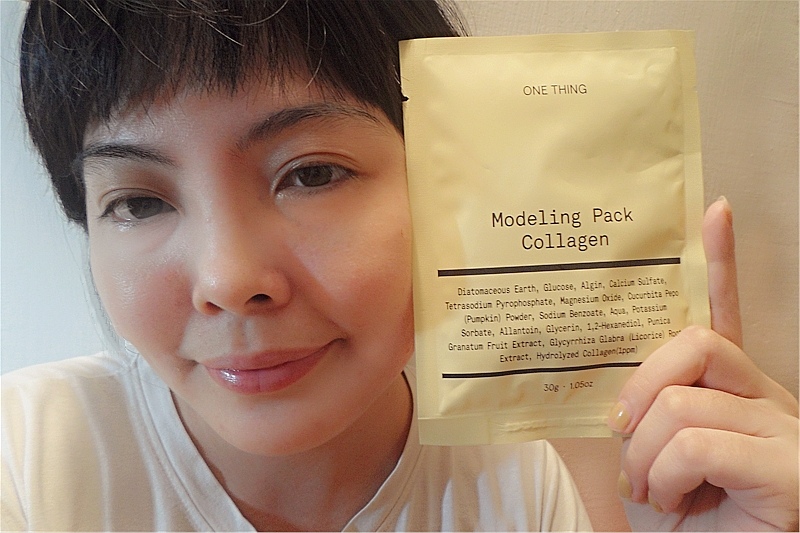 ONE THING
Modeling Pack
Collagen
Diatomaceous Earth, Glucose, Algin, Calcium Sulfate,
Tetrasodium Pyrophosphate, Magnesium Oxide, Cucurbita Pepo
(Pumpkin) Powder, Sodium Benzoate, Aqua, Potassium
Sorbate, Allantoin, Glycerin, 1,2-Hexanediol, Punica
Granatum Fruit Extract, Glycyrrhiza Glabra (Licorice) Root
Extract, Hydrolyzed Collagen(1ppm)
30g - 1.05oz